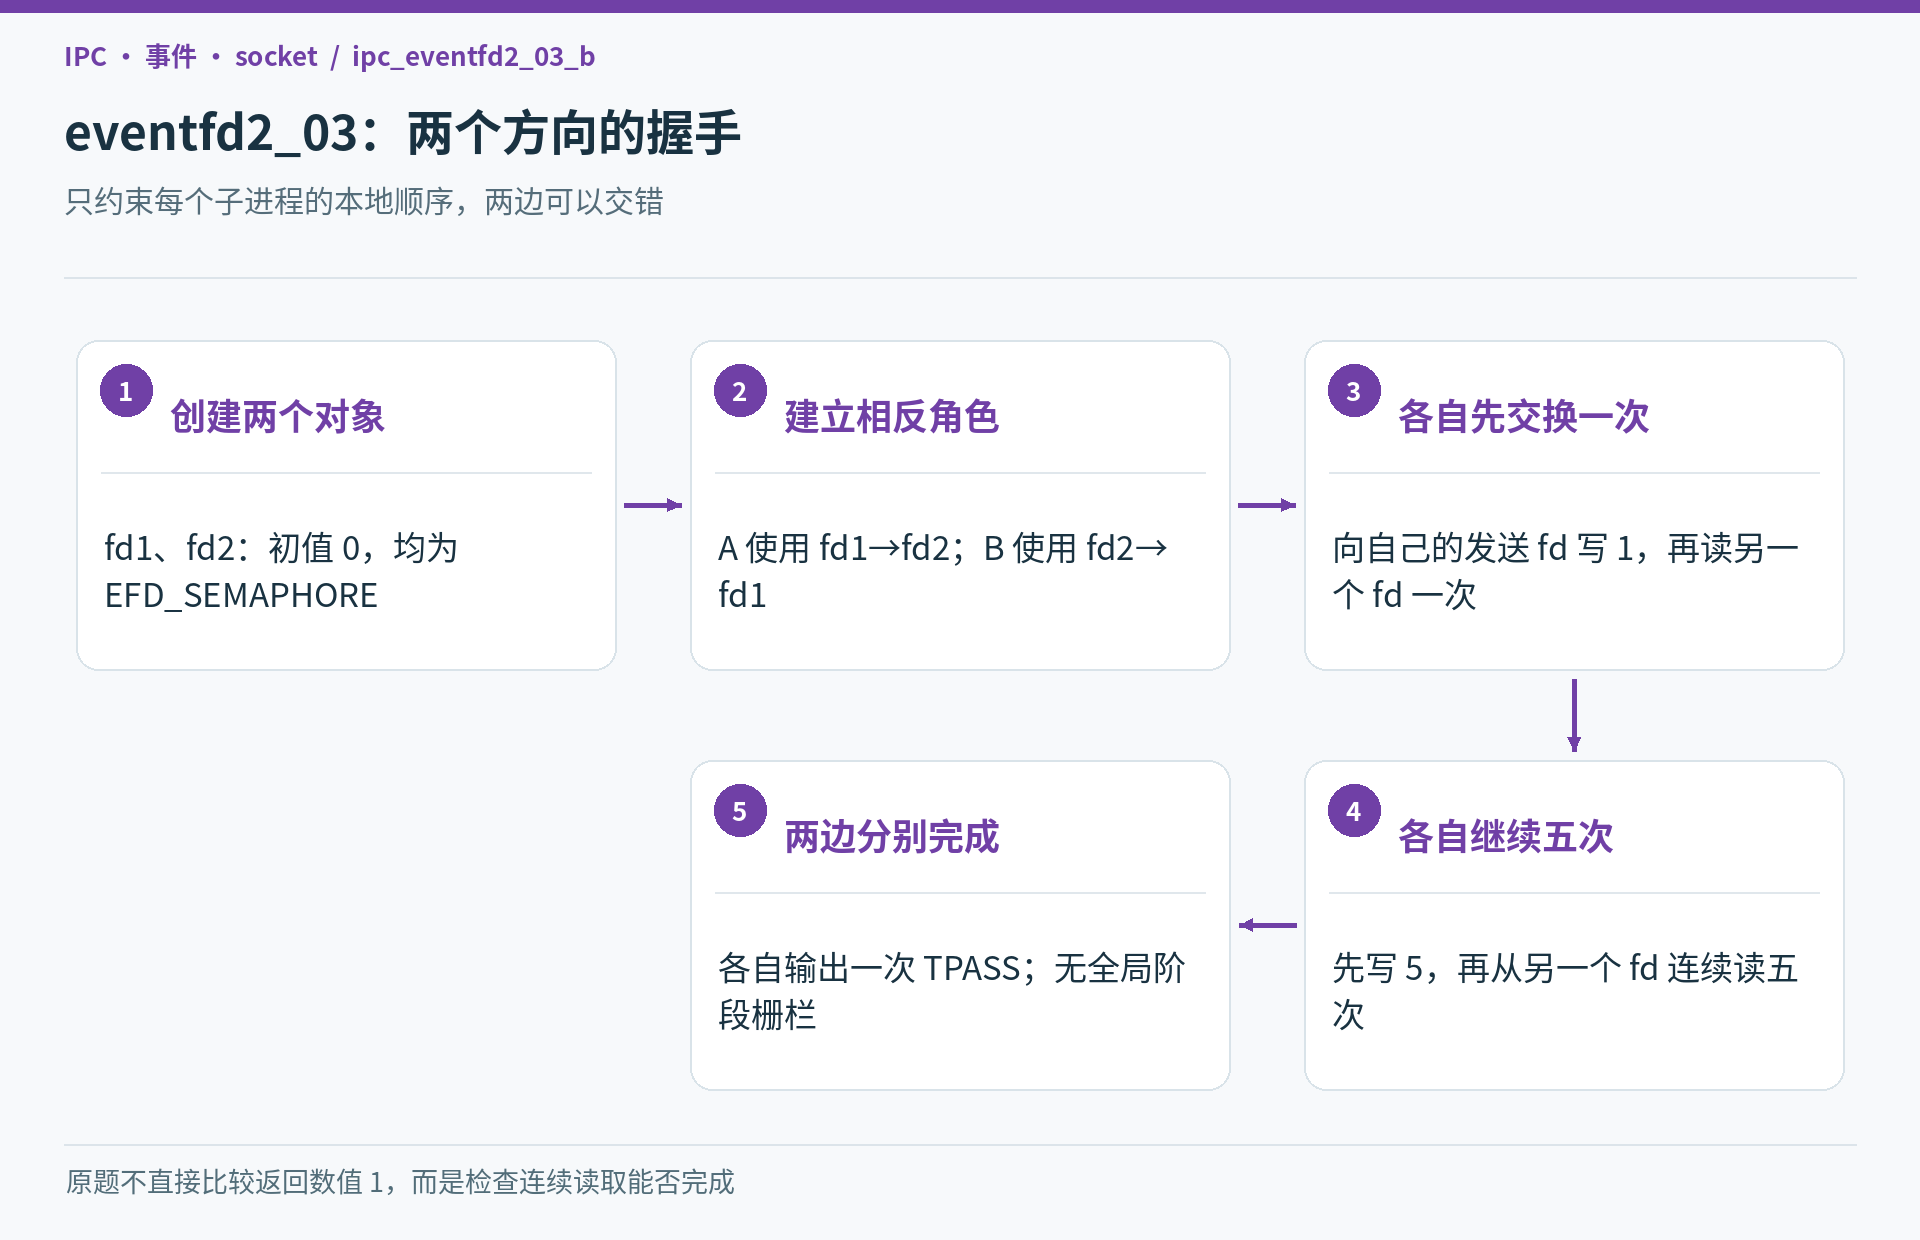 IPC · 事件 · socket / ipc_eventfd2_03_b
eventfd2_03：两个方向的握手
只约束每个子进程的本地顺序，两边可以交错
1
创建两个对象
fd1、fd2：初值 0，均为
EFD_SEMAPHORE
2
建立相反角色
A 使用 fd1→fd2；B 使用 fd2→
fd1
3
各自先交换一次
向自己的发送 fd 写 1，再读另一
个 fd 一次
4
各自继续五次
先写 5，再从另一个 fd 连续读五
次
5
两边分别完成
各自输出一次 TPASS；无全局阶
段栅栏
原题不直接比较返回数值 1，而是检查连续读取能否完成